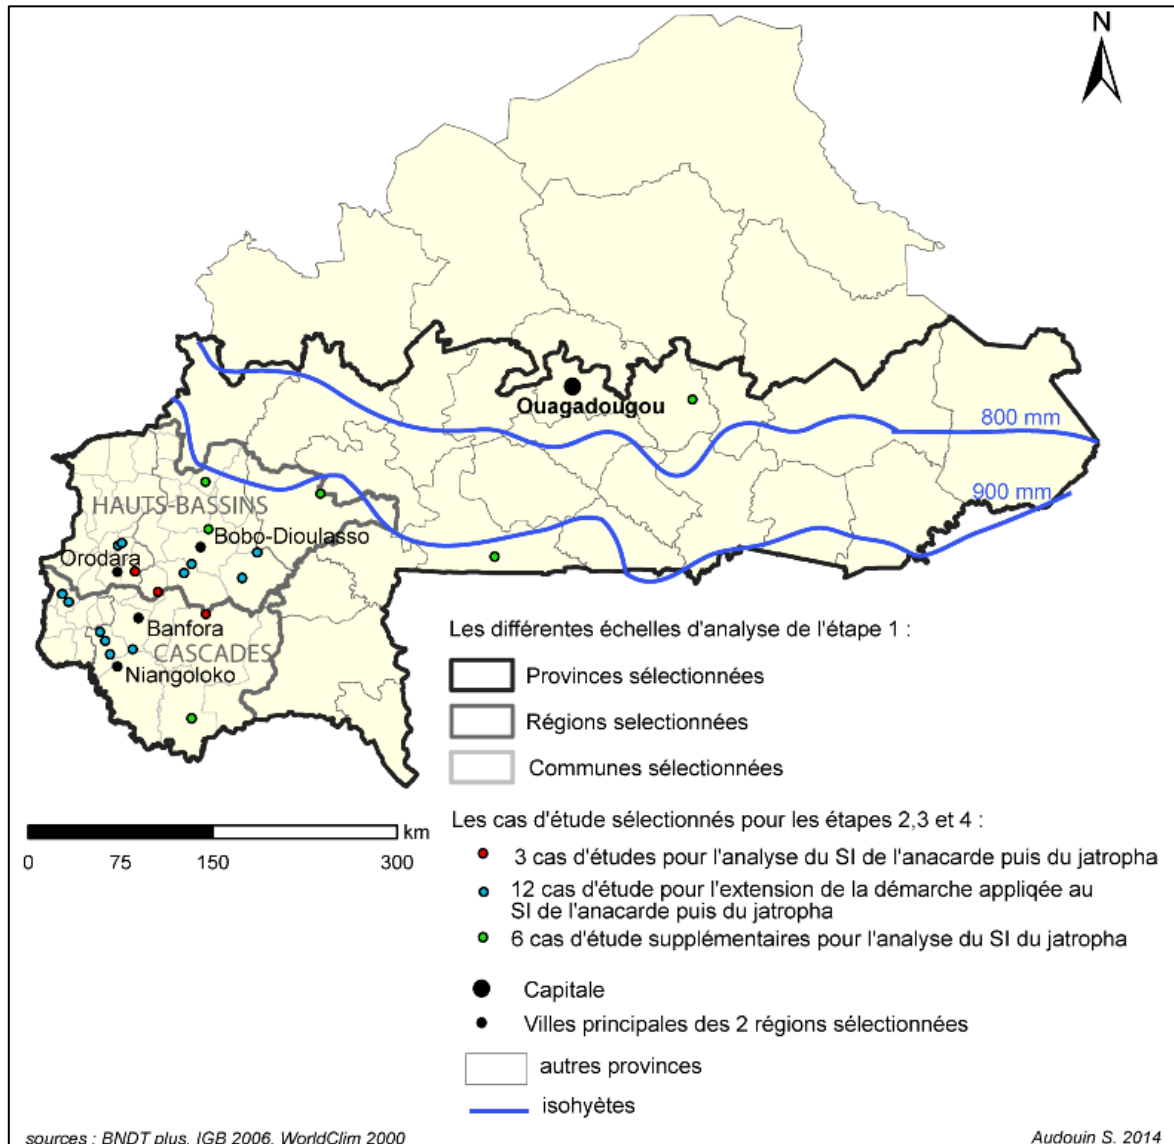 N
Ouagadougou
800 mm
900 mm
HAUTS-BASSINS
Bobo-Dioulasso
Orodara
Banfora
CASCADES
Niangoloko
Les différentes échelles d'analyse de l'étape 1 :
Provinces sélectionnées
Régions selectionnées
Communes sélectionnées
km
0 75 150 300
Les cas d'étude sélectionnés pour les étapes 2,3 et 4 :
3 cas d'études pour l'analyse du SI de l'anacarde puis du jatropha
12 cas d'étude pour l'extension de la démarche appliqée au
SI de l'anacarde puis du jatropha
6 cas d'étude supplémentaires pour l'analyse du SI du jatropha
Capitale
Villes principales des 2 régions sélectionnées
autres provinces
isohyètes
sources : BNDT plus, IGB 2006, WorldClim 2000
Audouin S. 2014